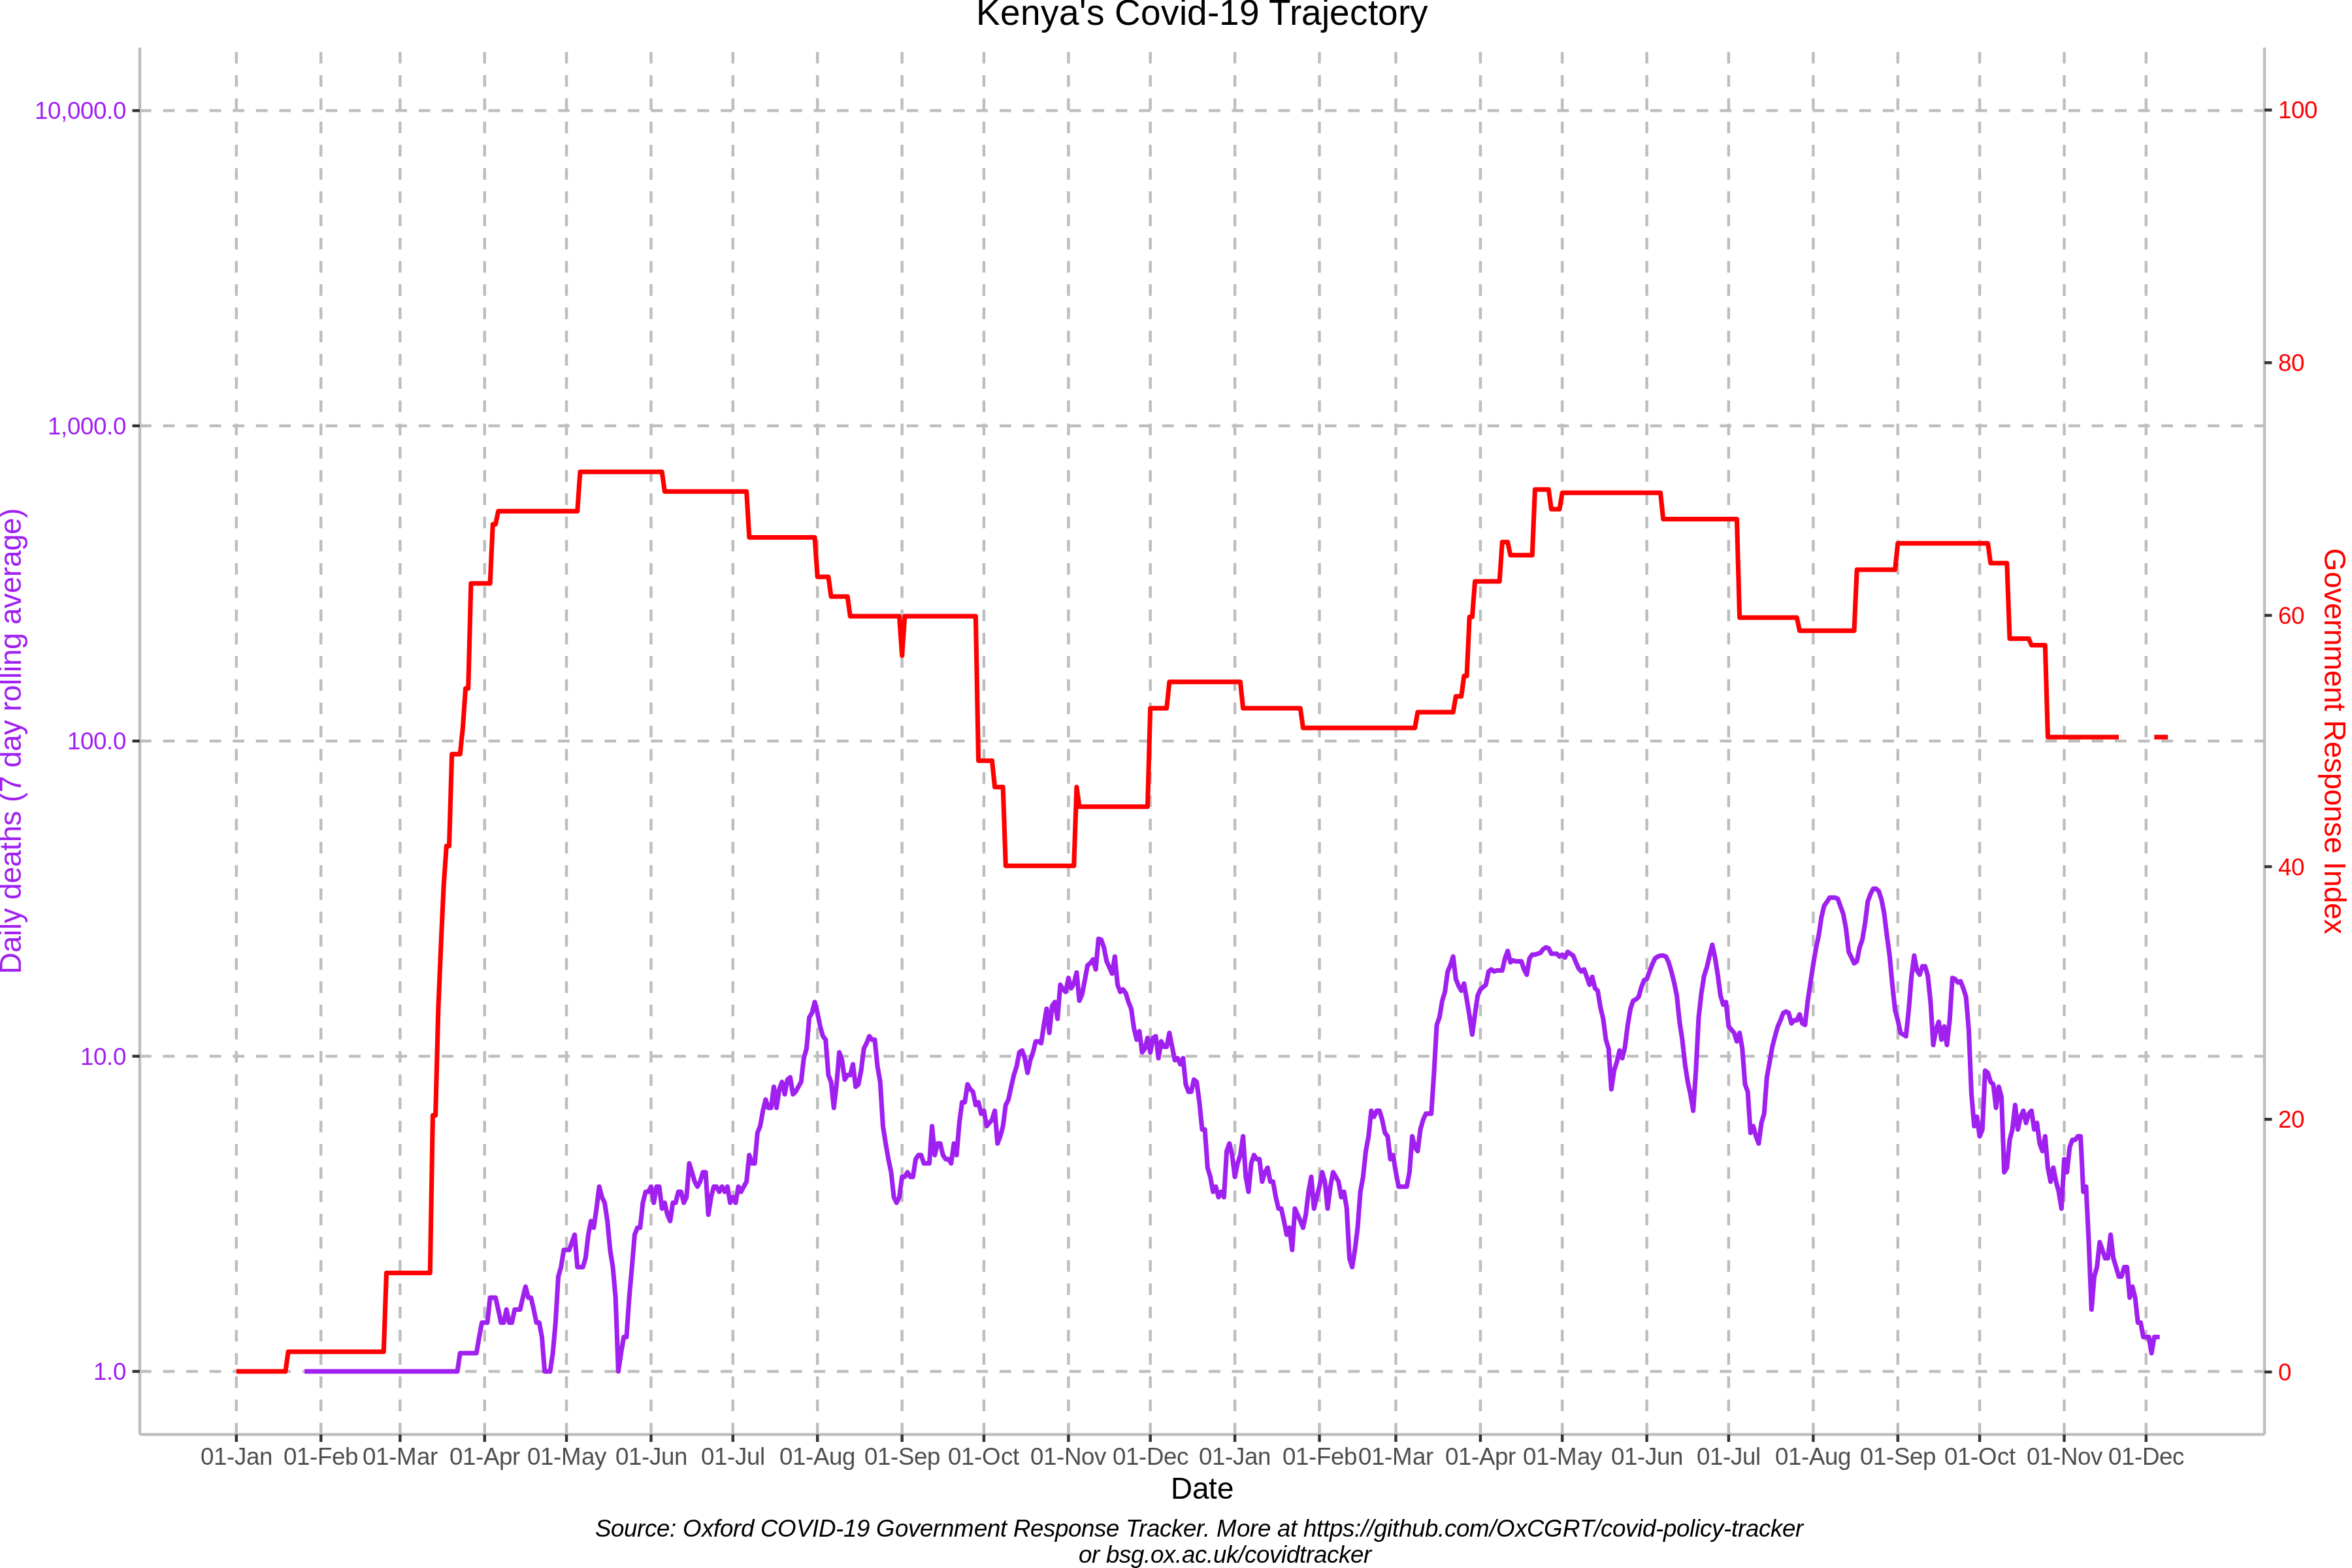 Kenya's Covid-19 Trajectory
10,000.0
1,000.0
100.0
10.0
1.0
Daily deaths (7 day rolling average)
100
80
60
40
20
0
Government Response Index
01-Jan 01-Feb 01-Mar 01-Apr 01-May 01-Jun 01-Jul 01-Aug 01-Sep 01-Oct 01-Nov 01-Dec 01-Jan 01-Feb 01-Mar 01-Apr 01-May 01-Jun 01-Jul 01-Aug 01-Sep 01-Oct 01-Nov 01-Dec
Date
Source: Oxford COVID-19 Government Response Tracker. More at https://github.com/OxCGRT/covid-policy-tracker
or bsg.ox.ac.uk/covidtracker